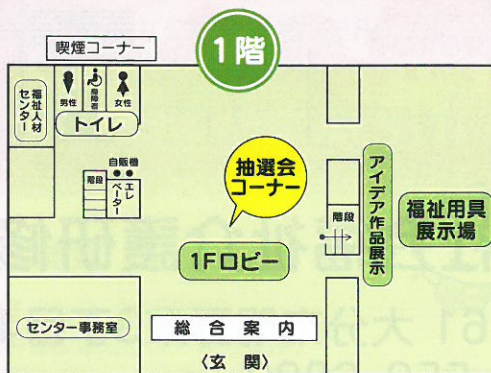 1階
喫煙コーナー
福祉人材
センター
男性
障害者
女性
トイレ
自販機
階段
エレ
ベーター
抽選会
コーナー
階段
アイデア作品展示
福祉用具
展示場
1Fロビー
センター事務室
総合案内
〈玄関〉